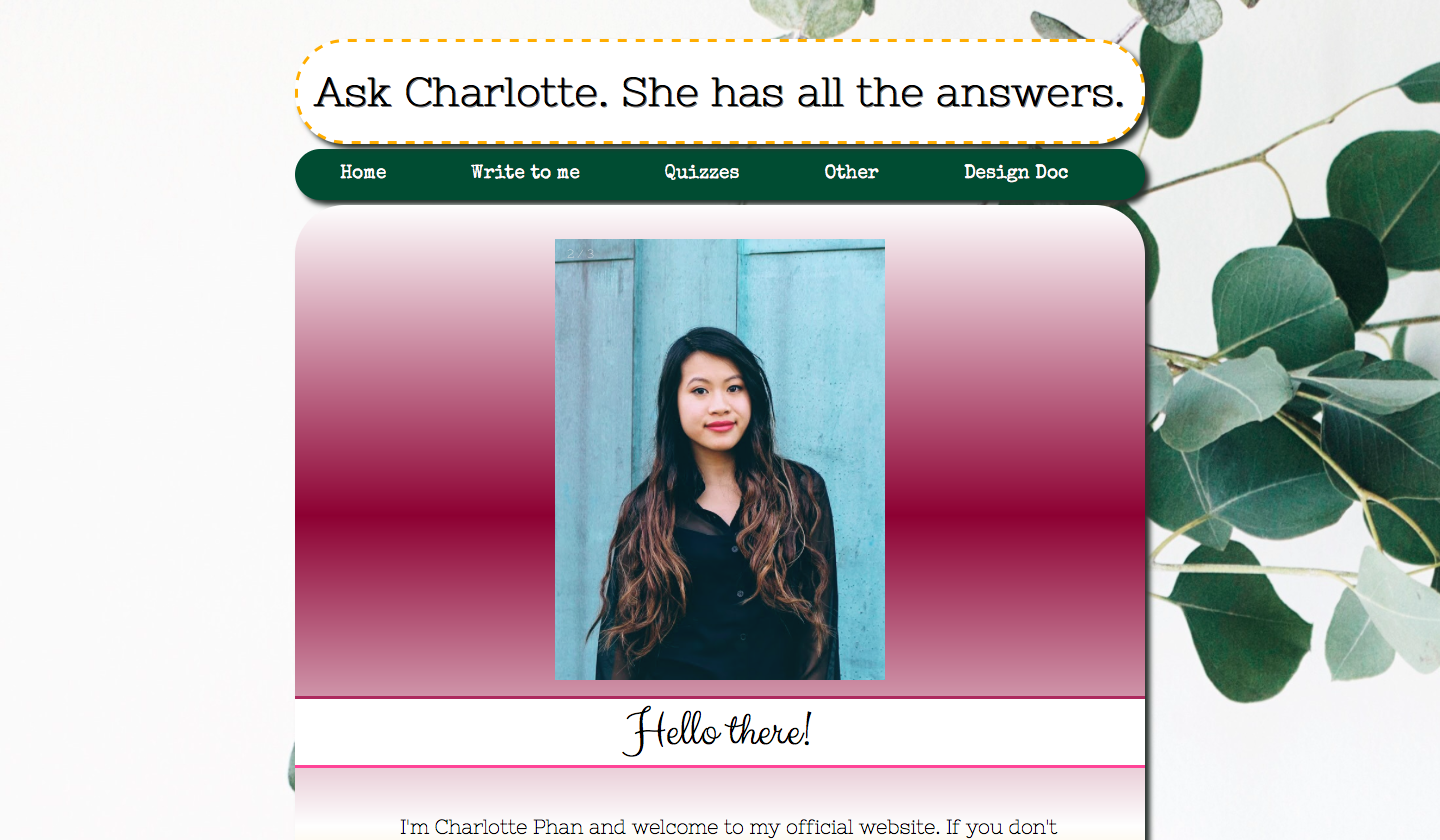 Ask Charlotte. She has all the answers.
Home Write to me Quizzes Other Design Doc
2 / 3
Hello there!
I'm Charlotte Phan and welcome to my official website. If you don't